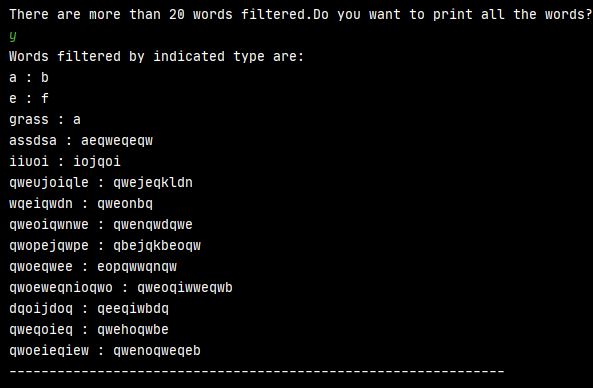 There are more than 20 words filtered.Do you want to print all the words?
y
Words filtered by indicated type are:
a : b
e : f
grass : a
assdsa : aeqweqeqw
iiuoi : iojqoi
qweujoiqle : qwejeqkldn
wqeiqwdn : qweonbq
qweoiqwnwe : qwenqwdqwe
qwopejqwpe : qbejqkbeoqw
qwoeqwee : eopqwwqnqw
qwoeweqnioqwo : qweoqiwweqwb
dqoijdoq : qeeqiwbdq
qweqoieq : qwehoqwbe
qwoeieqiew : qwenoqweqeb
--------------------------------------------------------------